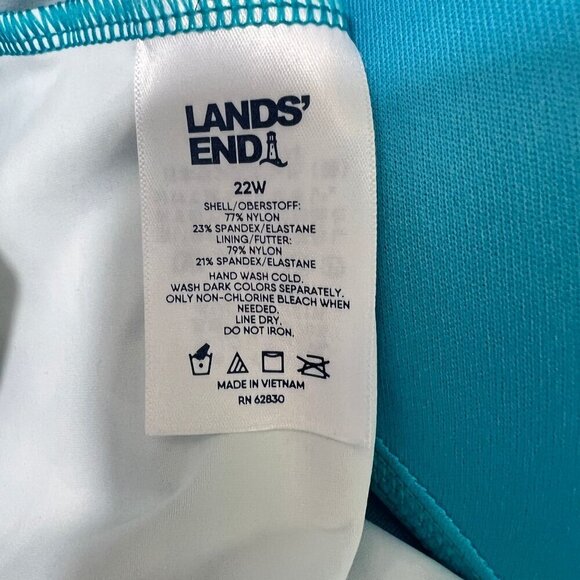 LANDS'
END
22W
SHELL/OBERSTOFF:
77% NYLON
23% SPANDEX/ELASTANE
LINING/FUTTER:
79% NYLON
21% SPANDEX/ELASTANE
HAND WASH COLD.
WASH DARK COLORS SEPARATELY.
ONLY NON-CHLORINE BLEACH WHEN
NEEDED.
LINE DRY.
DO NOT IRON.
MADE IN VIETNAM
RN 62830